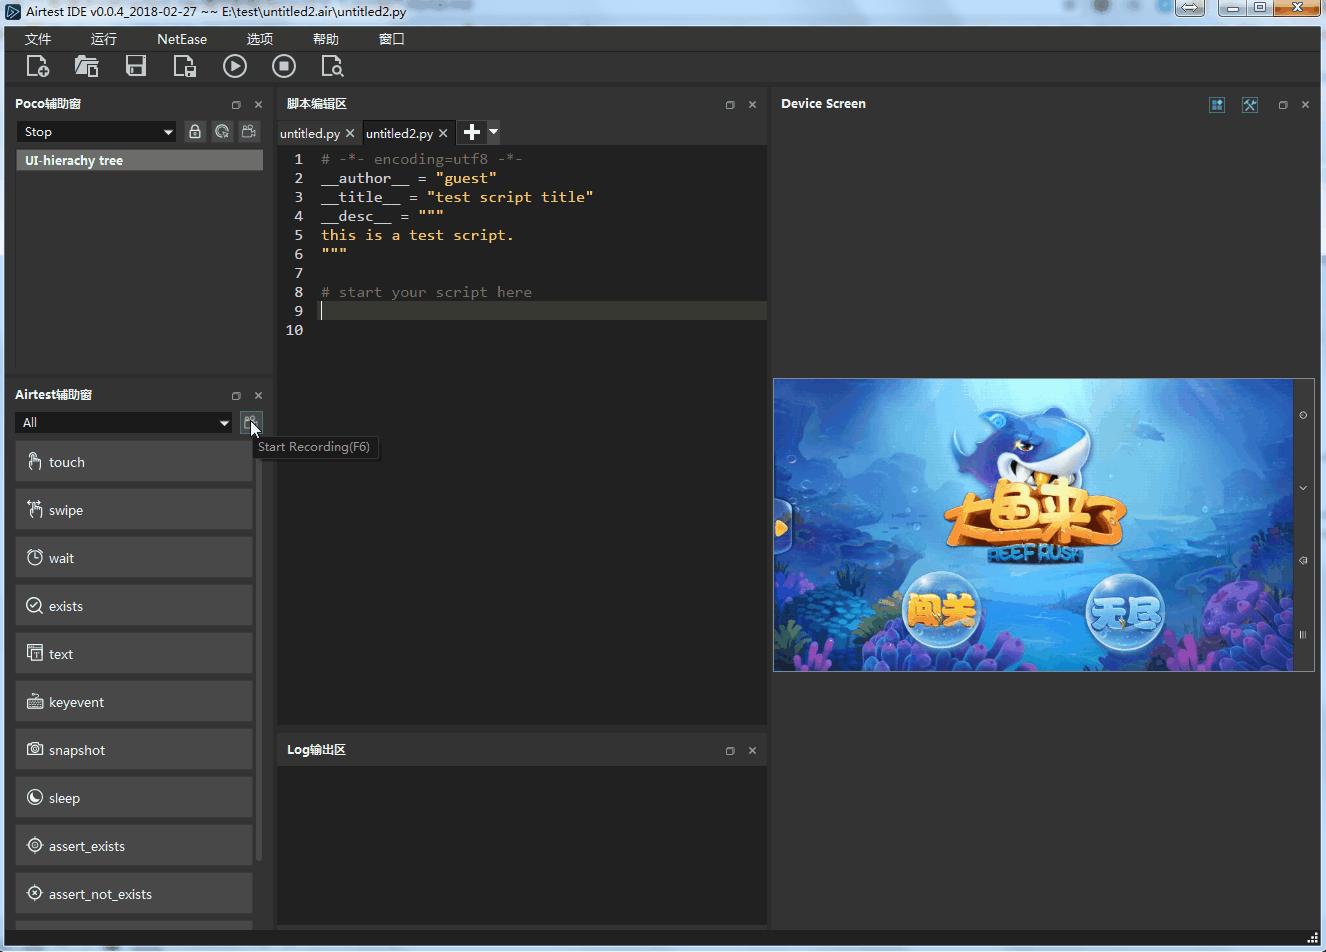 Airtest IDE v0.0.4_2018-02-27 ~~ E:\test\untitled2.air\untitled2.py
文件 运行 NetEase 选项 帮助 窗口
Poco辅助窗
Stop
UI-hierachy tree
Airtest辅助窗
All
Start Recording(F6)
touch
swipe
wait
exists
text
keyevent
snapshot
sleep
assert_exists
assert_not_exists
脚本编辑区
untitled.py untitled2.py
1 # -*- encoding=utf8 -*-
2 __author__ = "guest"
3 __title__ = "test script title"
4 __desc__ = """
5 this is a test script.
6 """
7
8 # start your script here
9
10
Log输出区
Device Screen
大鱼来了
REEF RUSH
闯关
无尽